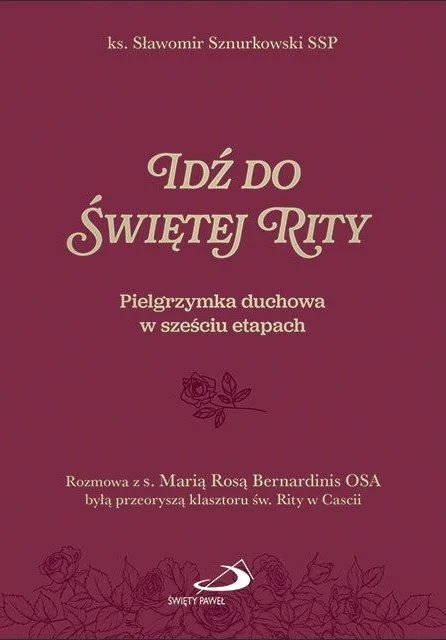 ks. Sławomir Sznurkowski SSP
Idź do
Świętej Rity
Pielgrzymka duchowa
w sześciu etapach
Rozmowa z s. Marią Rosą Bernardinis OSA
byłą przeoryszą klasztoru św. Rity w Cascii
ŚWIĘTY PAWEŁ